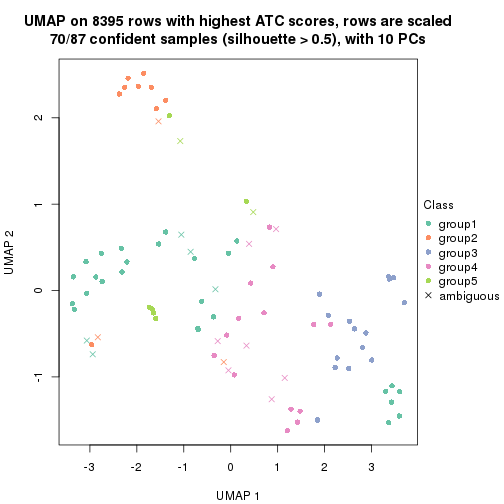 UMAP on 8395 rows with highest ATC scores, rows are scaled
70/87 confident samples (silhouette > 0.5), with 10 PCs
2
1
0
-1
UMAP 2
-3
-2
-1
0
1
2
3
UMAP 1
Class
group1
group2
group3
group4
group5
ambiguous